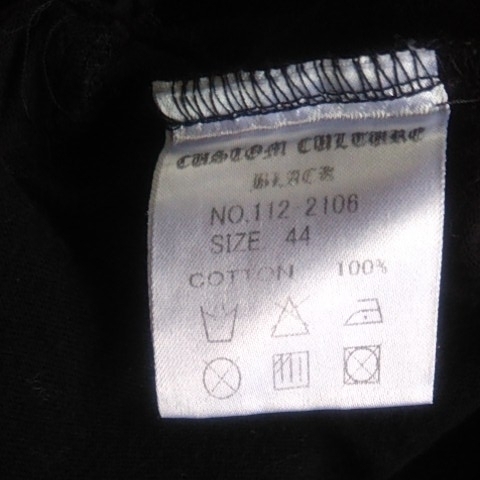 CUSTOM CULTURE
BLACK
NO.112-2106
SIZE 44
COTTON 100%